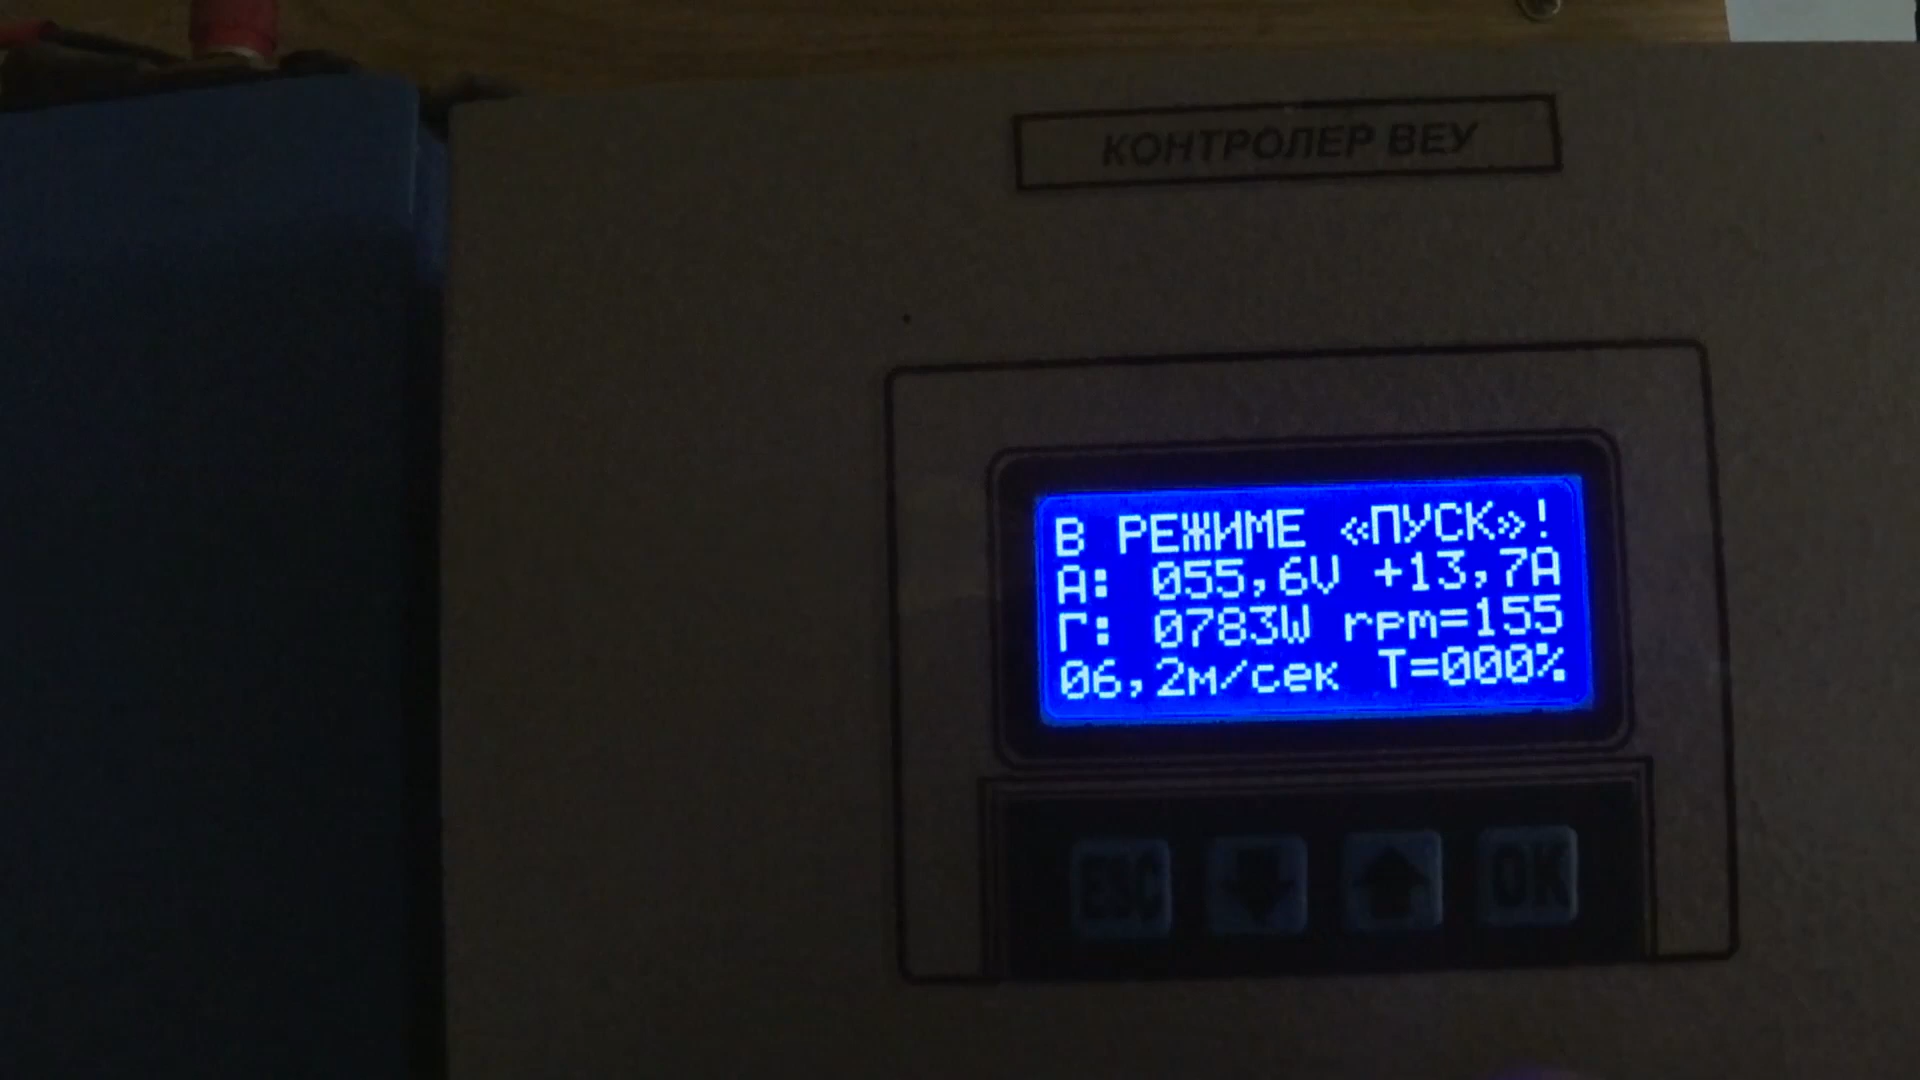 КОНТРОЛЕР ВЕУ
В РЕЖИМЕ «ПУСК»!
А: 055,6V +13,7A
Г: 0783W rpm=155
06,2м/сек T=000%
ESC
OK